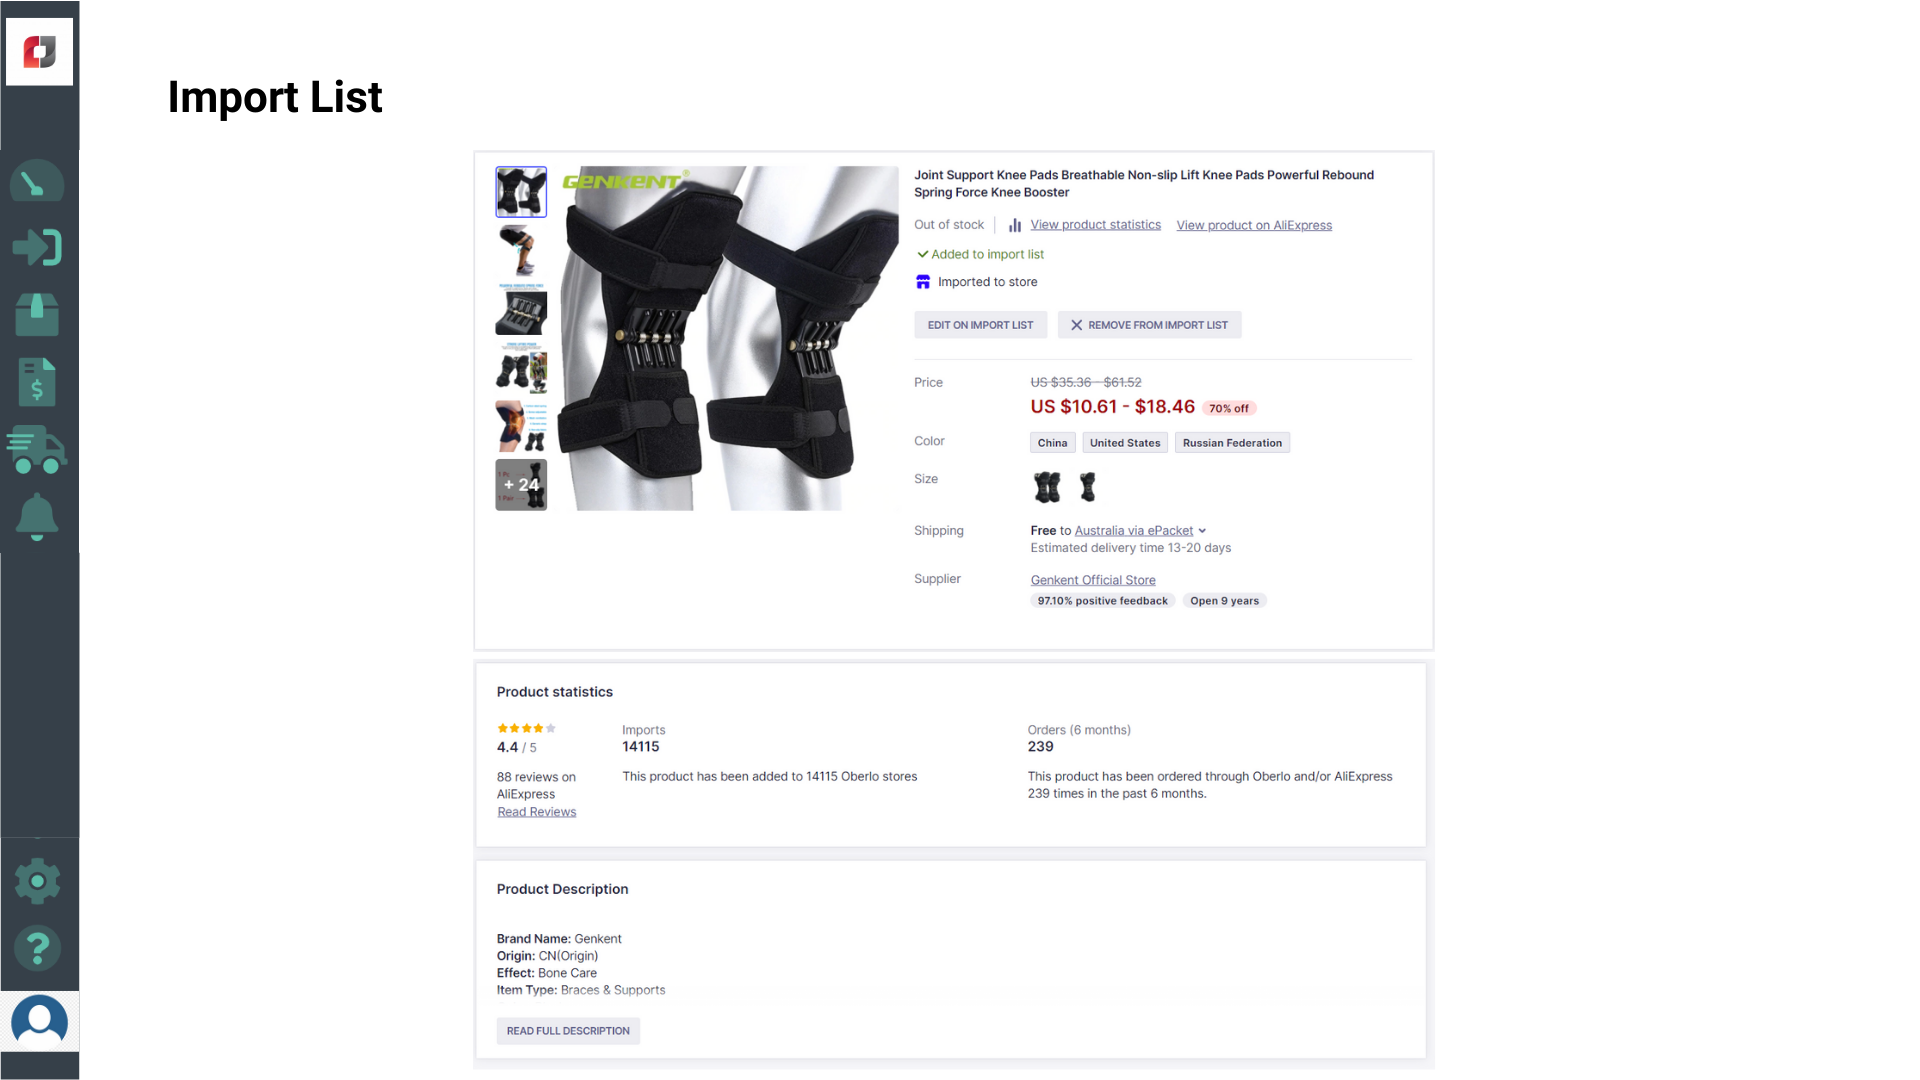 Import List
GENKENT®
Joint Support Knee Pads Breathable Non-slip Lift Knee Pads Powerful Rebound
Spring Force Knee Booster
Out of stock
View product statistics
View product on AliExpress
Added to import list
Imported to store
EDIT ON IMPORT LIST
REMOVE FROM IMPORT LIST
Price
US $35.36 - $61.52
US $10.61 - $18.46 70% off
Color
China United States Russian Federation
Size
+ 24
Shipping
Free to Australia via ePacket
Estimated delivery time 13-20 days
Supplier
Genkent Official Store
97.10% positive feedback Open 9 years
Product statistics
4.4 / 5
88 reviews on
AliExpress
Read Reviews
Imports
14115
This product has been added to 14115 Oberlo stores
Orders (6 months)
239
This product has been ordered through Oberlo and/or AliExpress
239 times in the past 6 months.
Product Description
Brand Name: Genkent
Origin: CN(Origin)
Effect: Bone Care
Item Type: Braces & Supports
READ FULL DESCRIPTION